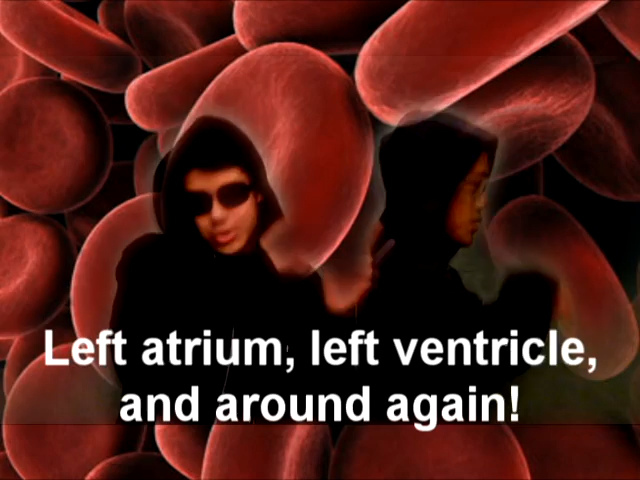 Left atrium, left ventricle,
and around again!